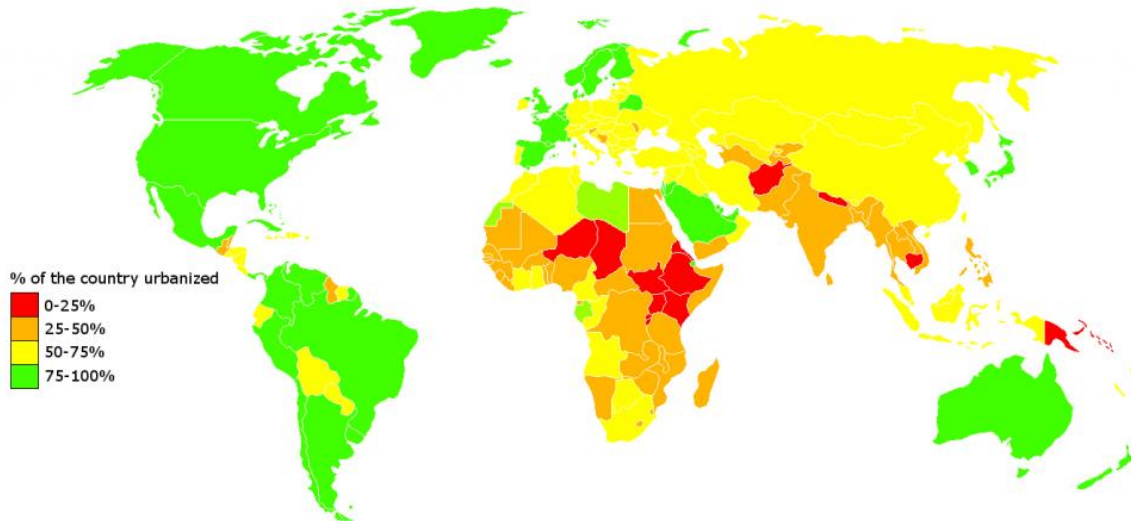 % of the country urbanized
0-25%
25-50%
50-75%
75-100%